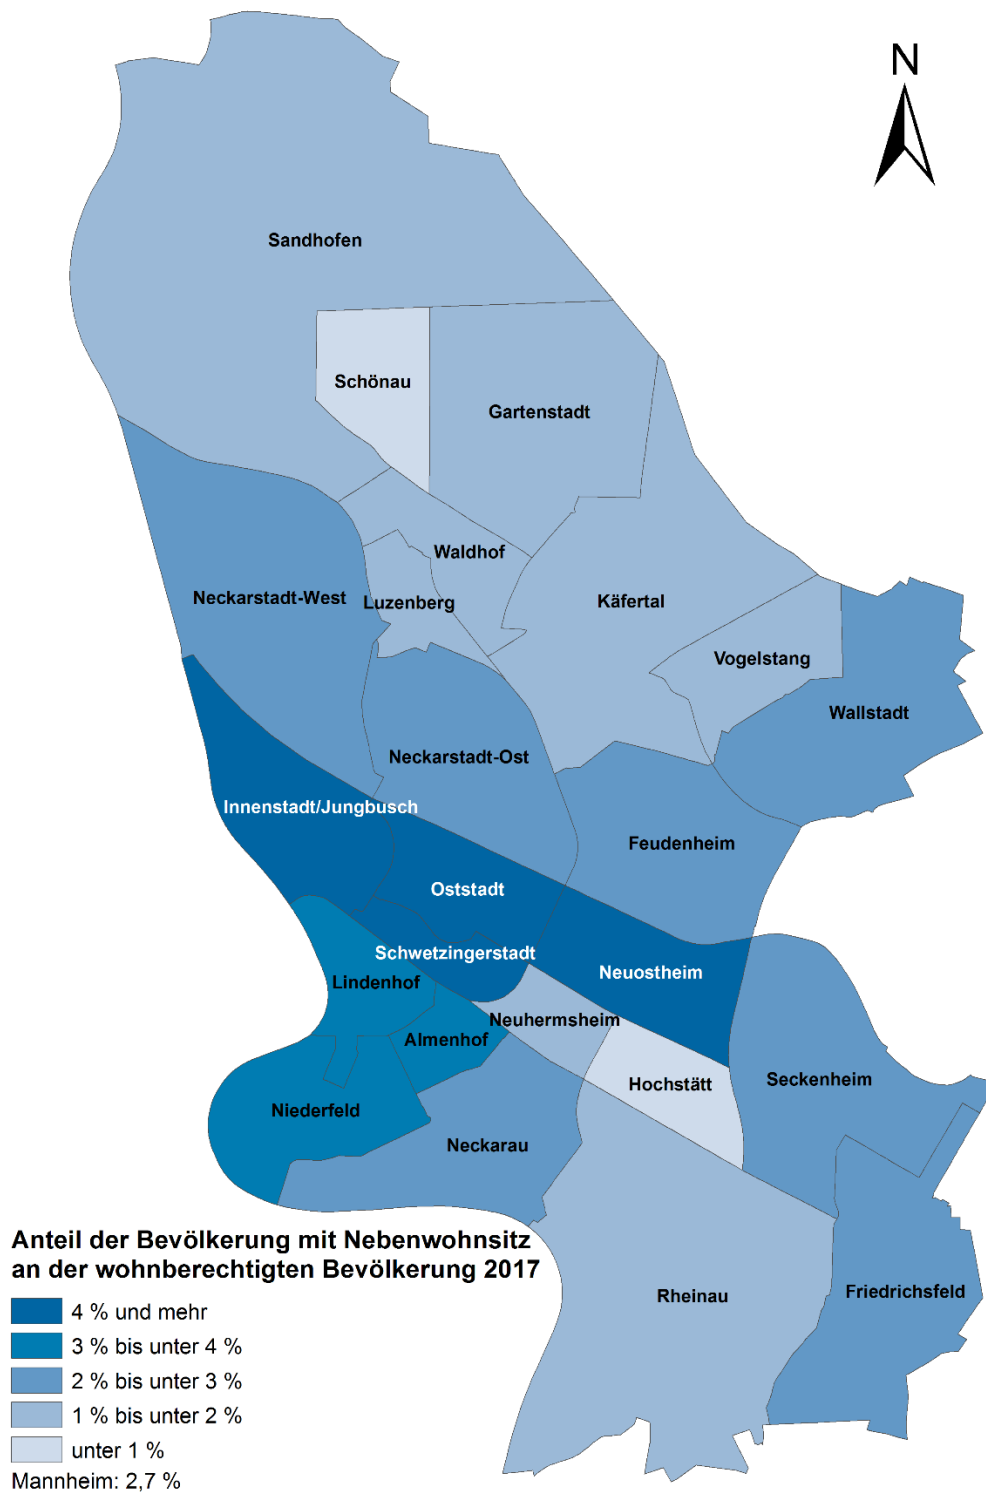 N
Sandhofen
Schönau
Gartenstadt
Waldhof
Neckarstadt-West
Luzenberg
Käfertal
Vogelstang
Wallstadt
Neckarstadt-Ost
Innenstadt/Jungbusch
Feudenheim
Oststadt
Schwetzingerstadt
Neuostheim
Lindenhof
Neuhermsheim
Almenhof
Hochstätt
Seckenheim
Niederfeld
Neckarau
Friedrichsfeld
Rheinau
Anteil der Bevölkerung mit Nebenwohnsitz
an der wohnberechtigten Bevölkerung 2017
4 % und mehr
3 % bis unter 4 %
2 % bis unter 3 %
1 % bis unter 2 %
unter 1 %
Mannheim: 2,7 %